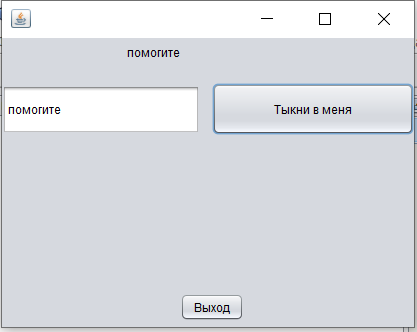 помогите
помогите
Тыкни в меня
Выход